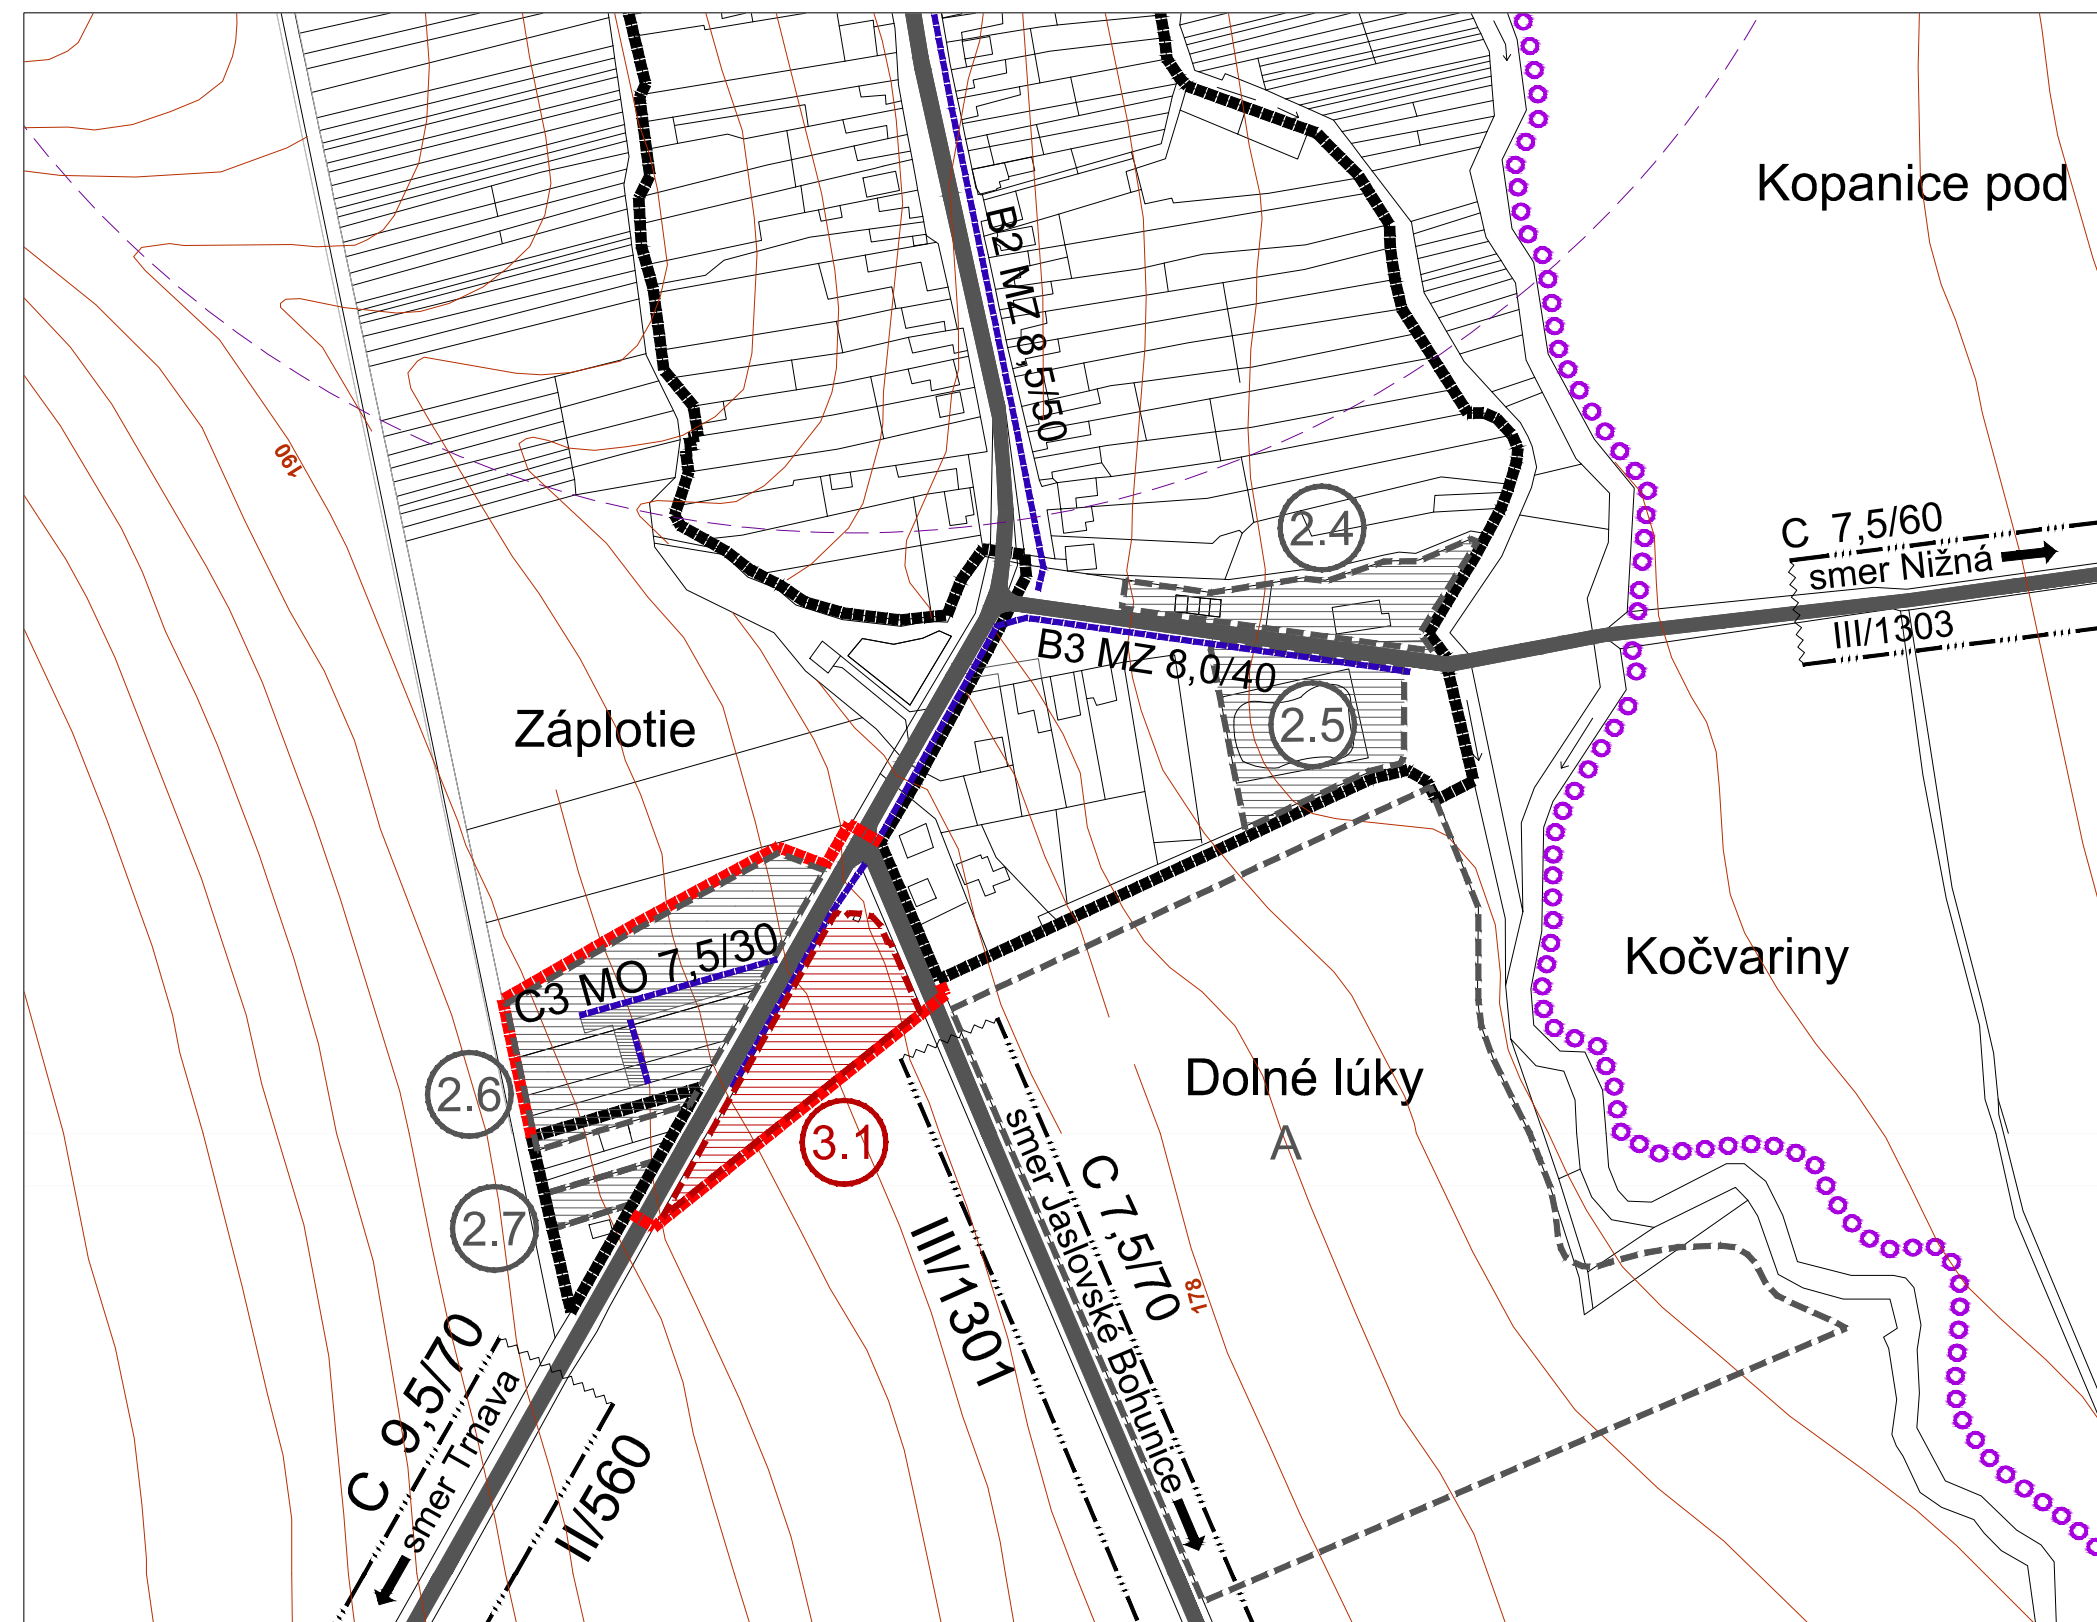 Kopanice pod
B2 MZ 8,5/50
190
2.4
C 7,5/60
smer Nižná
III/1303
B3 MZ 8,0/40
2.5
Záplotie
C3 MO 7,5/30
Kočvariny
2.6
Dolné lúky
A
3.1
2.7
C 7,5/70
smer Jaslovské Bohunice
III/1301
178
C 9,5/70
smer Trnava
II/560